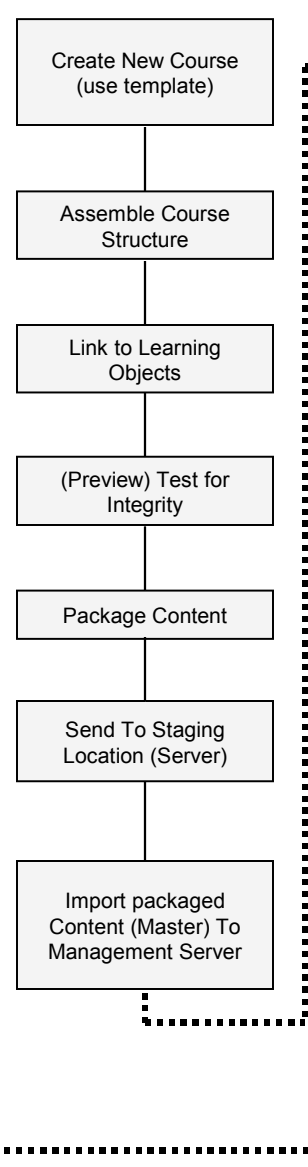 Create New Course
(use template)
Assemble Course
Structure
Link to Learning
Objects
(Preview) Test for
Integrity
Package Content
Send To Staging
Location (Server)
Import packaged
Content (Master) To
Management Server